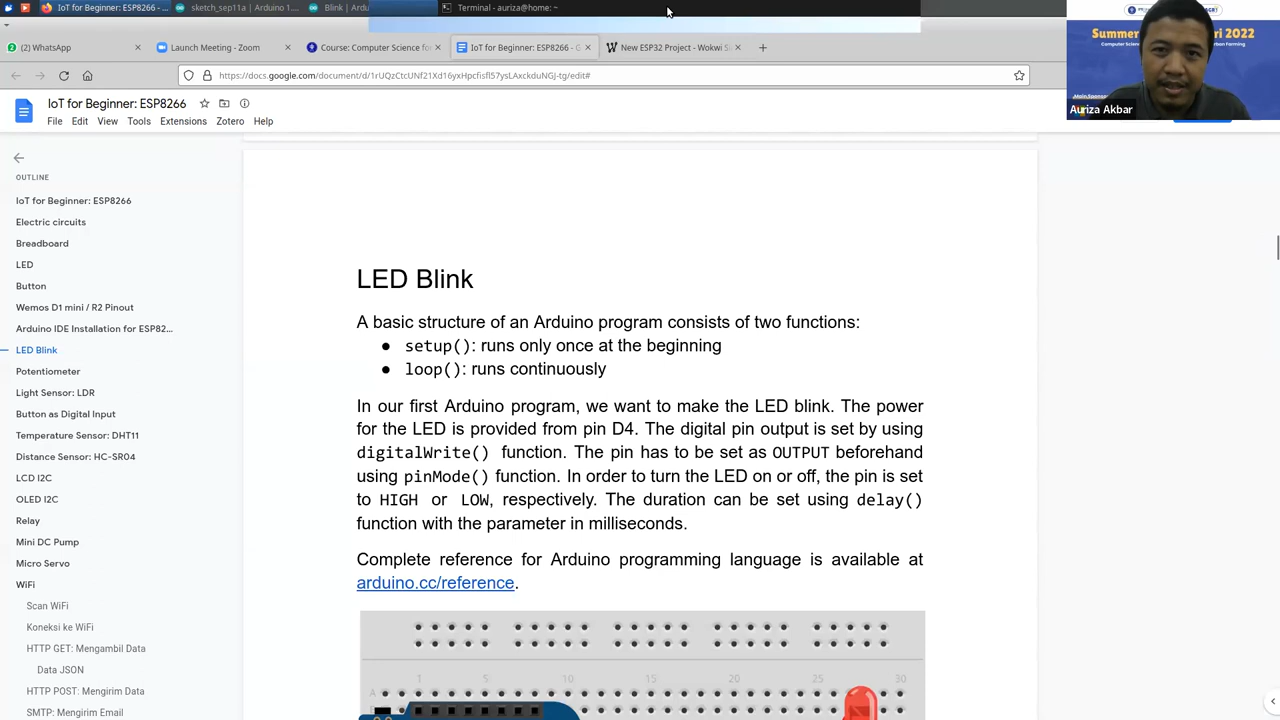 IoT for Beginner: ESP8266 -
sketch_sep11a | Arduino 1.
Blink | Ardu
Terminal - auriza@home: ~
(2) WhatsApp
Launch Meeting - Zoom
Course: Computer Science fo
IoT for Beginner: ESP8266 - G
New ESP32 Project - Wokwi S
https://docs.google.com/document/d/1rUQzCtcUNf21Xd16yxHpcfisfl57ysLAxckduNGJ-tg/edit#
2022
Auriza Akbar
IoT for Beginner: ESP8266
File Edit View Tools Extensions Zotero Help
OUTLINE
IoT for Beginner: ESP8266
Electric circuits
Breadboard
LED
Button
Wemos D1 mini / R2 Pinout
Arduino IDE Installation for ESP82...
LED Blink
Potentiometer
Light Sensor: LDR
Button as Digital Input
Temperature Sensor: DHT11
Distance Sensor: HC-SR04
LCD I2C
OLED I2C
Relay
Mini DC Pump
Micro Servo
WiFi
Scan WiFi
Koneksi ke WiFi
HTTP GET: Mengambil Data
Data JSON
HTTP POST: Mengirim Data
SMTP: Mengirim Email
LED Blink
A basic structure of an Arduino program consists of two functions:
● setup(): runs only once at the beginning
● loop(): runs continuously
In our first Arduino program, we want to make the LED blink. The power
for the LED is provided from pin D4. The digital pin output is set by using
digitalWrite() function. The pin has to be set as OUTPUT beforehand
using pinMode() function. In order to turn the LED on or off, the pin is set
to HIGH or LOW, respectively. The duration can be set using delay()
function with the parameter in milliseconds.
Complete reference for Arduino programming language is available at
arduino.cc/reference.
1 5 10 15 20 25 30
A